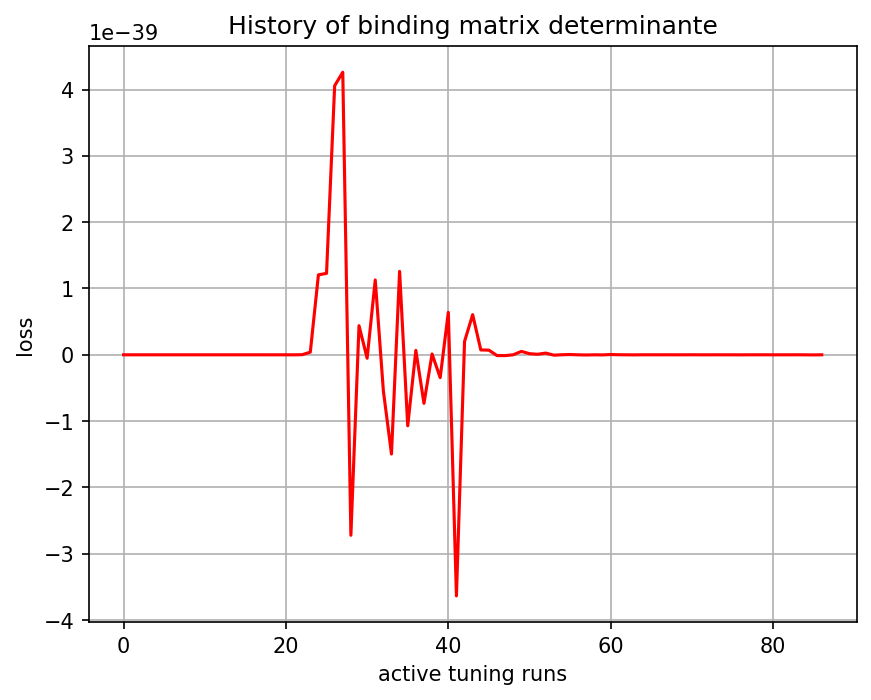 History of binding matrix determinante
1e−39
4
3
2
1
0
−1
−2
−3
−4
loss
0 20 40 60 80
active tuning runs